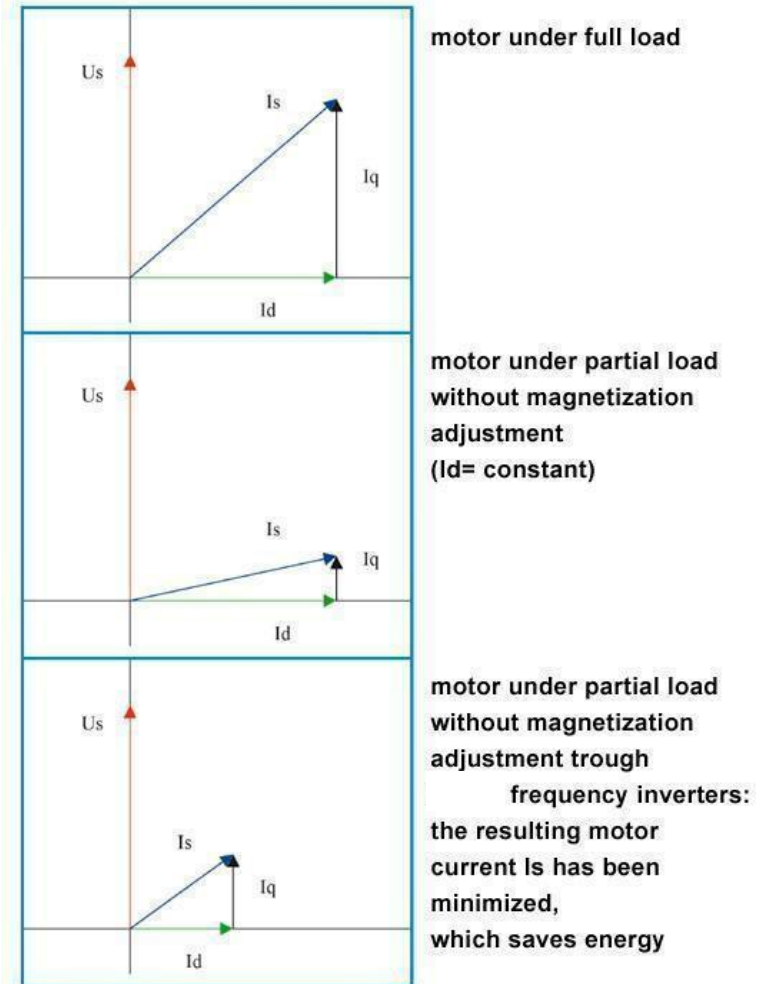 motor under full load
Us
Is
Iq
Id
motor under partial load
without magnetization
adjustment
(Id= constant)
Us
Is
Iq
Id
motor under partial load
without magnetization
adjustment trough
frequency inverters:
the resulting motor
current Is has been
minimized,
which saves energy
Us
Is
Iq
Id